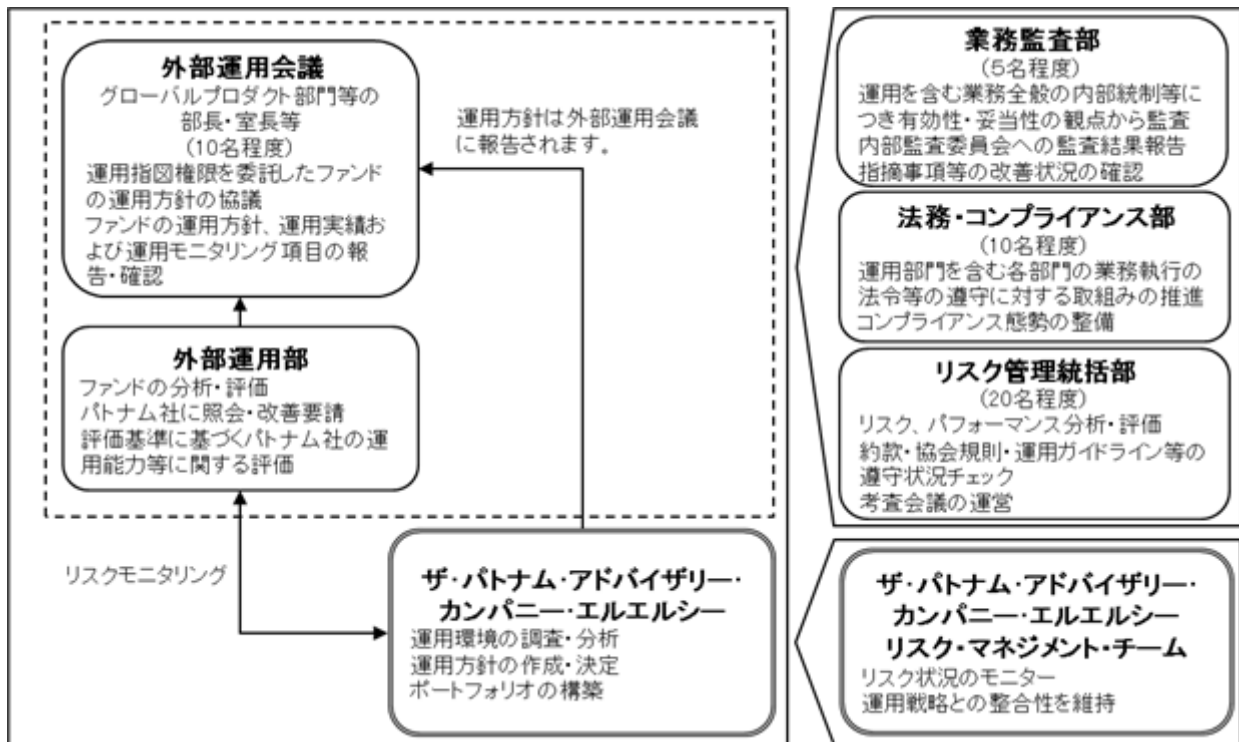 外部運用会議
グローバルプロダクト部門等の
部長・室長等
(10名程度)
運用指図権限を委託したファンド
の運用方針の協議
ファンドの運用方針、運用実績お
よび運用モニタリング項目の報
告・確認
運用方針は外部運用会議
に報告されます。
外部運用部
ファンドの分析・評価
パトナム社に照会・改善要請
評価基準に基づくパトナム社の運
用能力等に関する評価
リスクモニタリング
ザ・パトナム・アドバイザリー・
カンパニー・エルエルシー
運用環境の調査・分析
運用方針の作成・決定
ポートフォリオの構築
業務監査部
(5名程度)
運用を含む業務全般の内部統制等に
つき有効性・妥当性の観点から監査
内部監査委員会への監査結果報告
指摘事項等の改善状況の確認
法務・コンプライアンス部
(10名程度)
運用部門を含む各部門の業務執行の
法令等の遵守に対する取組みの推進
コンプライアンス態勢の整備
リスク管理統括部
(20名程度)
リスク、パフォーマンス分析・評価
約款・協会規則・運用ガイドライン等の
遵守状況チェック
考査会議の運営
ザ・パトナム・アドバイザリー・
カンパニー・エルエルシー
リスク・マネジメント・チーム
リスク状況のモニター
運用戦略との整合性を維持